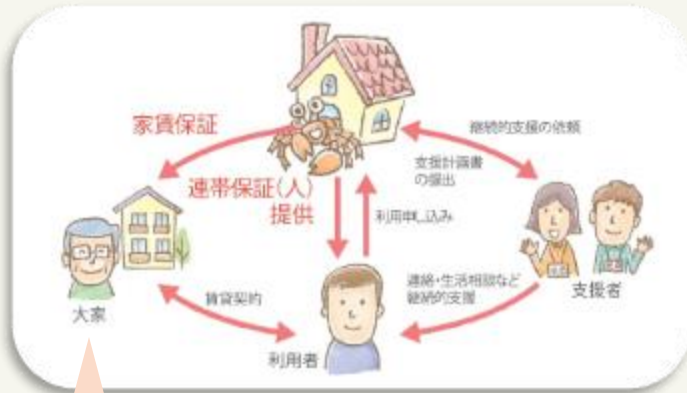 家賃保証
継続的支援の依頼
支援計画書
の提出
連帯保証(人)
提供
利用申し込み
大家
賃貸契約
利用者
連絡・生活相談など
継続的支援
支援者